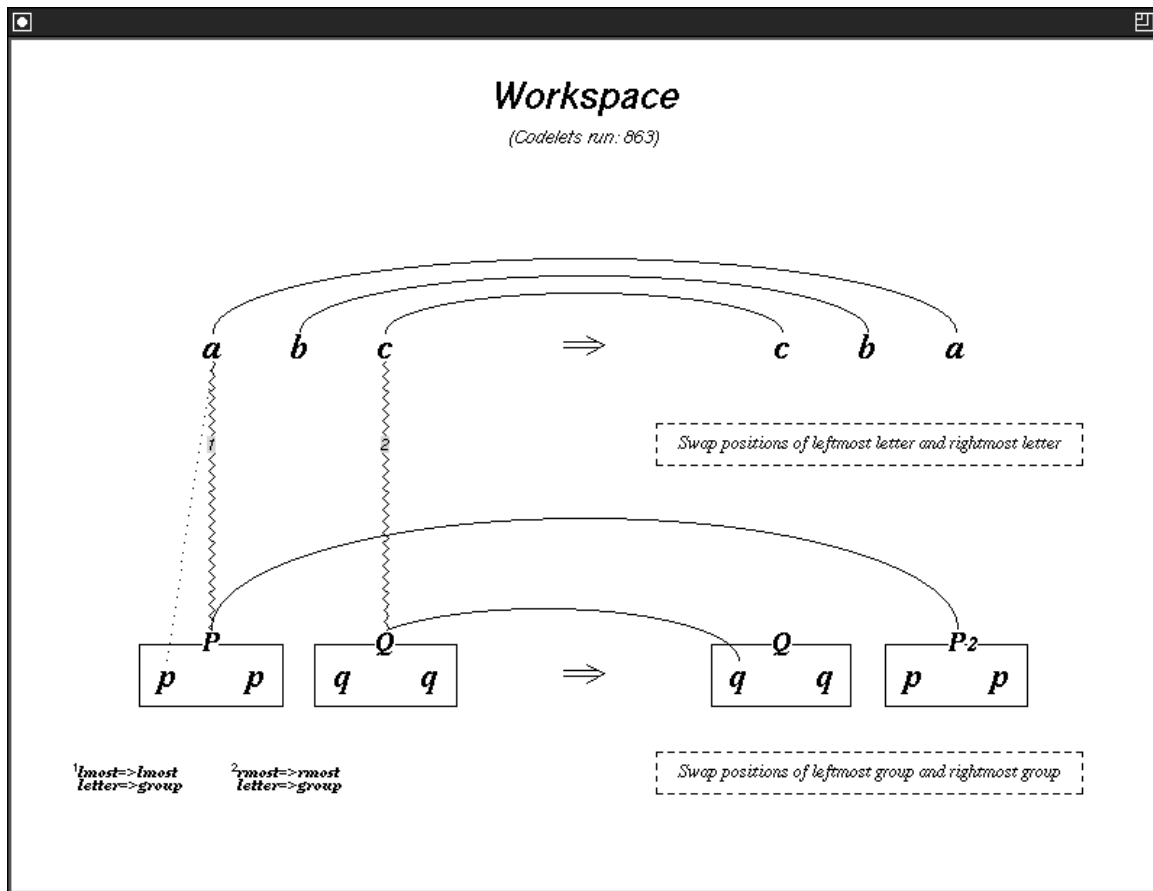 Workspace
(Codelets run: 863)
a b c ⇒ c b a
1 2
Swap positions of leftmost letter and rightmost letter
P Q Q P-2
p p q q ⇒ q q p p
1lmost=>lmost 2rmost=>rmost
letter=>group letter=>group
Swap positions of leftmost group and rightmost group